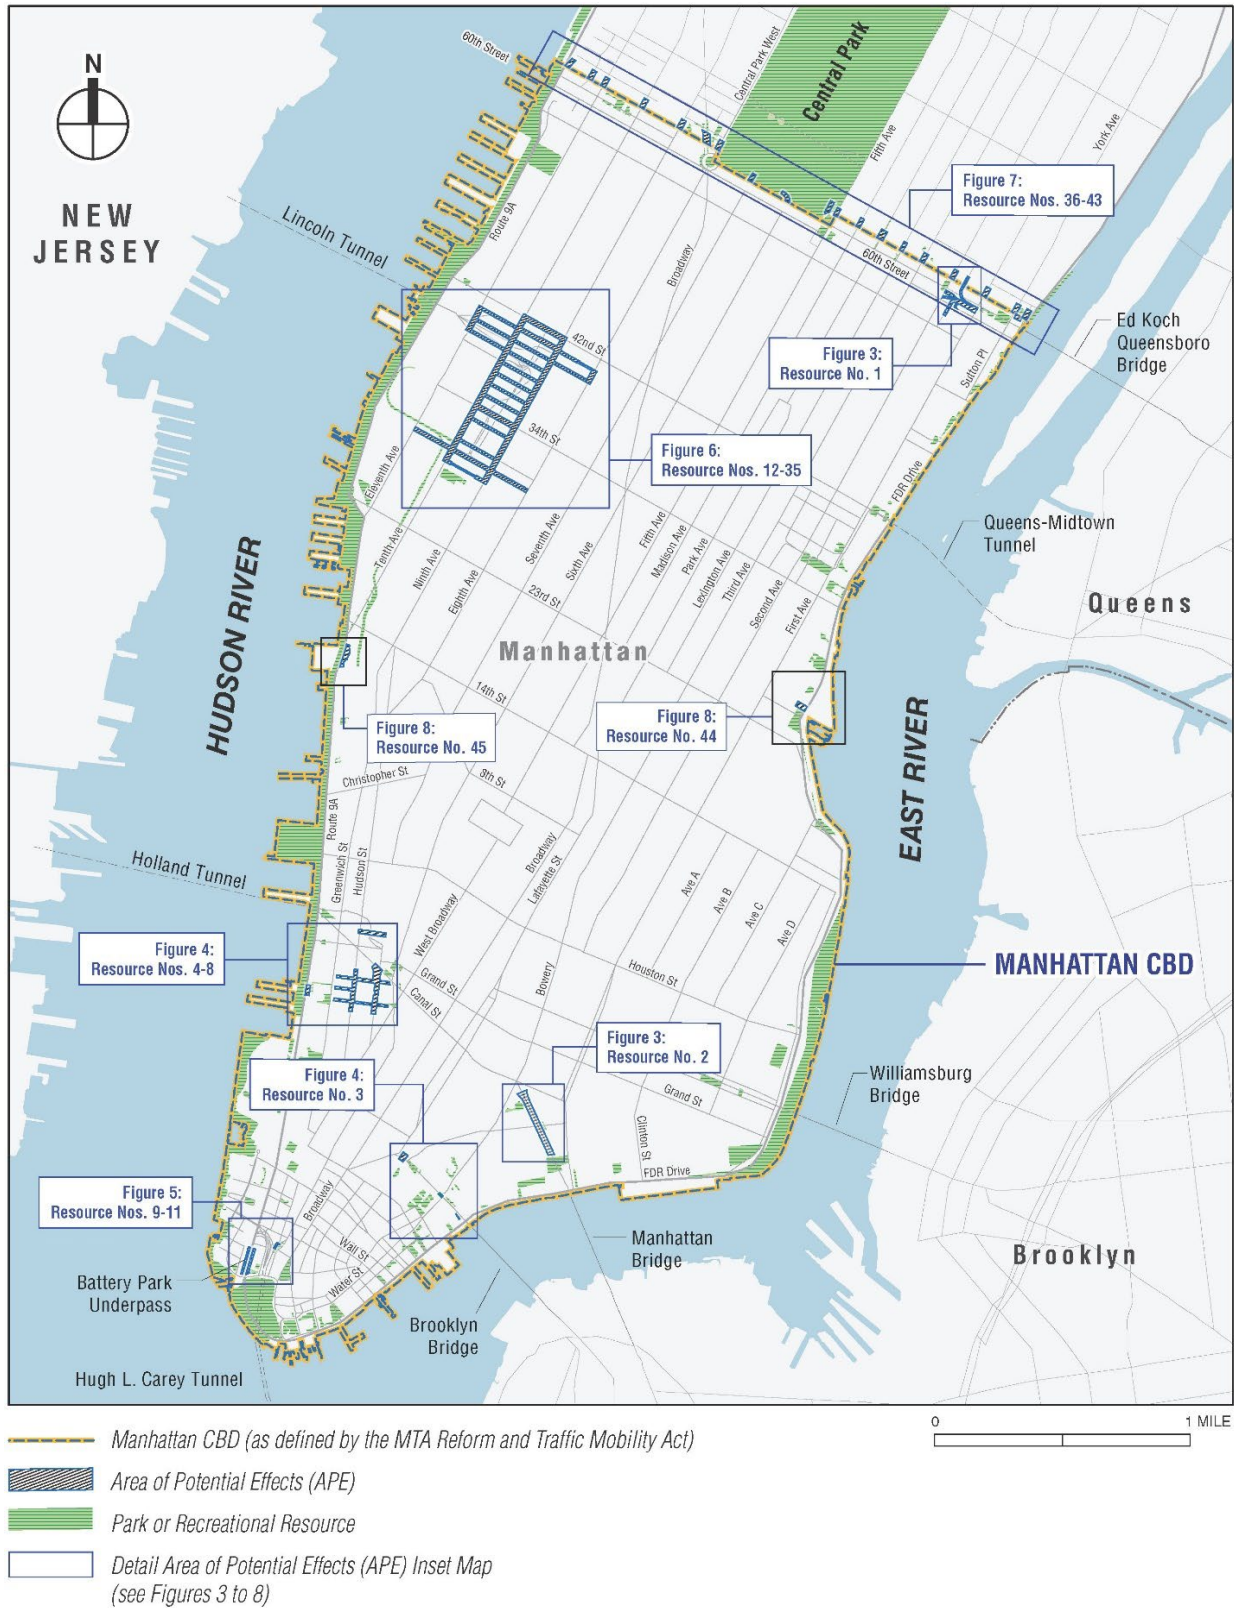 60th Street
Central Park West
Central Park
Fifth Ave
York Ave
N
NEW
JERSEY
Lincoln Tunnel
Route 9A
Broadway
Figure 7:
Resource Nos. 36-43
60th Street
Ed Koch
Queensboro
Bridge
Figure 3:
Resource No. 1
Sutton Pl
42nd St
34th St
Figure 6:
Resource Nos. 12-35
Eleventh Ave
FDR Drive
Queens-Midtown
Tunnel
Tenth Ave
Ninth Ave
Eighth Ave
Seventh Ave
Sixth Ave
Fifth Ave
Madison Ave
Park Ave
Lexington Ave
Third Ave
Second Ave
First Ave
23rd St
Queens
HUDSON RIVER
Manhattan
14th St
Figure 8:
Resource No. 45
Figure 8:
Resource No. 44
EAST RIVER
Christopher St
8th St
Route 9A
Greenwich St
Hudson St
Holland Tunnel
Broadway
Lafayette St
West Broadway
Ave A
Ave B
Ave C
Ave D
Figure 4:
Resource Nos. 4-8
Grand St
Canal St
Bowery
Houston St
MANHATTAN CBD
Figure 3:
Resource No. 2
Figure 4:
Resource No. 3
Grand St
Williamsburg
Bridge
Clinton St
FDR Drive
Figure 5:
Resource Nos. 9-11
Broadway
Wall St
Water St
Manhattan
Bridge
Brooklyn
Battery Park
Underpass
Brooklyn
Bridge
Hugh L. Carey Tunnel
0 1 MILE
Manhattan CBD (as defined by the MTA Reform and Traffic Mobility Act)
Area of Potential Effects (APE)
Park or Recreational Resource
Detail Area of Potential Effects (APE) Inset Map
(see Figures 3 to 8)